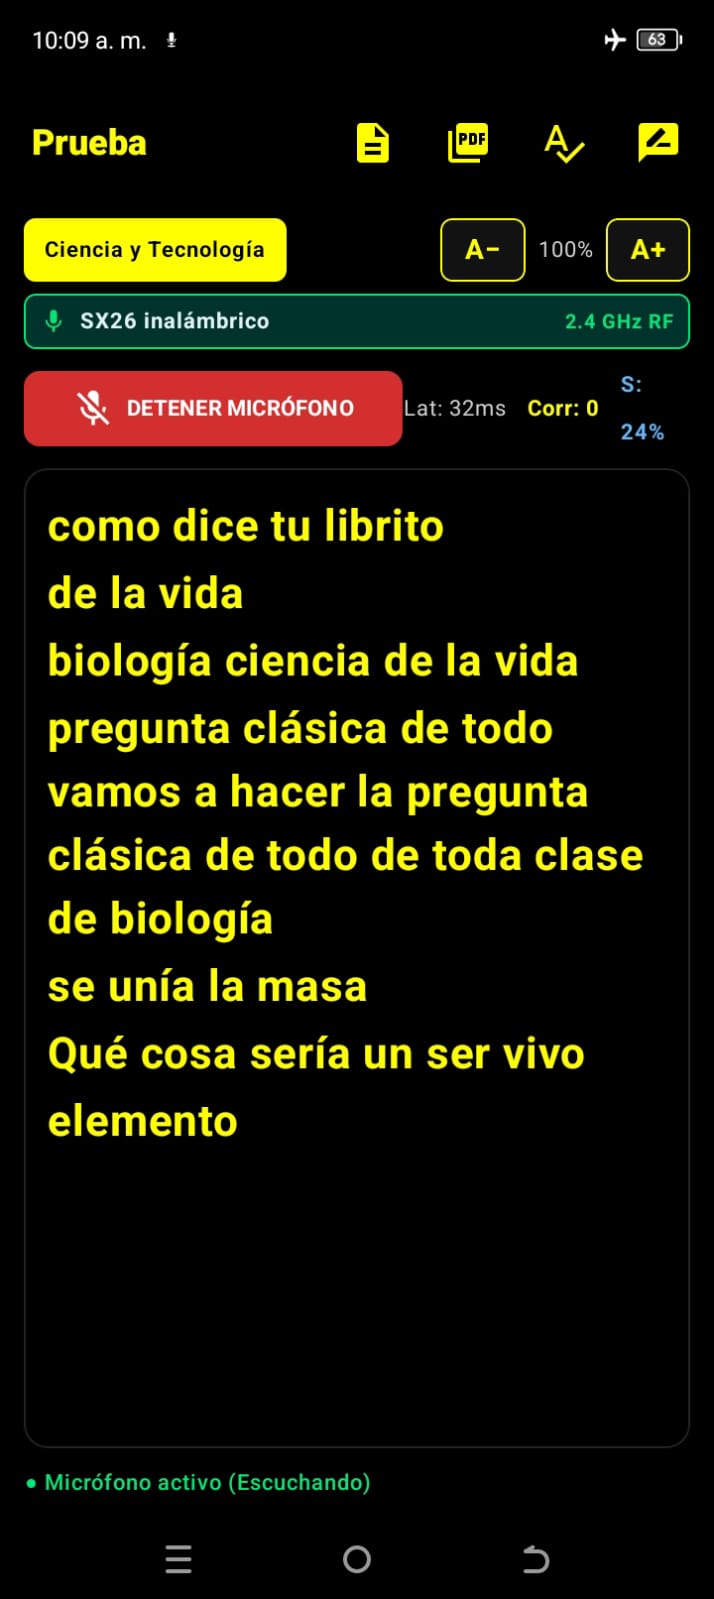 10:09 a. m.
63
Prueba
PDF
Ciencia y Tecnología
A−
100%
A+
SX26 inalámbrico
2.4 GHz RF
DETENER MICRÓFONO
Lat: 32ms
Corr: 0
S:
24%
como dice tu librito
de la vida
biología ciencia de la vida
pregunta clásica de todo
vamos a hacer la pregunta
clásica de todo de toda clase
de biología
se unía la masa
Qué cosa sería un ser vivo
elemento
● Micrófono activo (Escuchando)